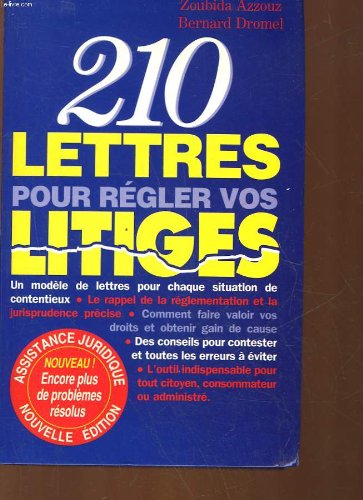 Zoubida Azzouz
Bernard Dromel
210
LETTRES
POUR RÉGLER VOS
LITIGES
Un modèle de lettres pour chaque situation de
contentieux • Le rappel de la réglementation et la
jurisprudence précise • Comment faire valoir vos
droits et obtenir gain de cause
• Des conseils pour contester
et toutes les erreurs à éviter
• L'outil indispensable pour
tout citoyen, consommateur
ou administré.
ASSISTANCE JURIDIQUE
NOUVEAU !
Encore plus
de problèmes
résolus
NOUVELLE ÉDITION